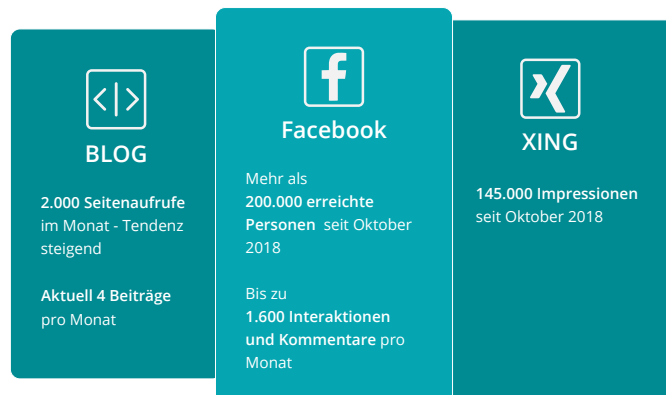 BLOG
2.000 Seitenaufrufe
im Monat - Tendenz
steigend
Aktuell 4 Beiträge
pro Monat
Facebook
Mehr als
200.000 erreichte
Personen seit Oktober
2018
Bis zu
1.600 Interaktionen
und Kommentare pro
Monat
XING
145.000 Impressionen
seit Oktober 2018